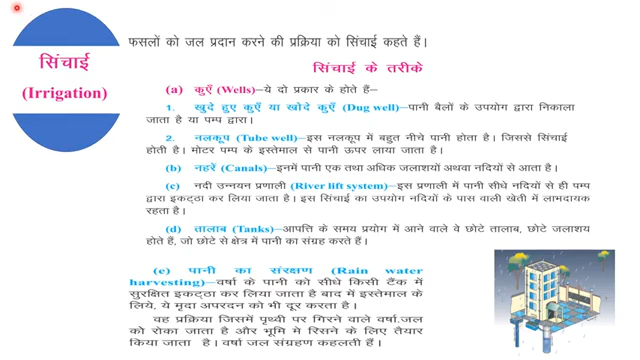 सिंचाई
(Irrigation)
फसलों को जल प्रदान करने की प्रक्रिया को सिंचाई कहते हैं।
सिंचाई के तरीके
(a) कुएँ (Wells)—ये दो प्रकार के होते हैं—
1. खुदे हुए कुएँ या खोदे कुएँ (Dug well)—पानी बैलों के उपयोग द्वारा निकाला
जाता है या पम्प द्वारा।
2. नलकूप (Tube well)—इस नलकूप में बहुत नीचे पानी होता है। जिससे सिंचाई
होती है। मोटर पम्प के इस्तेमाल से पानी ऊपर लाया जाता है।
(b) नहरें (Canals)—इनमें पानी एक तथा अधिक जलाशयों अथवा नदियों से आता है।
(c) नदी उन्नयन प्रणाली (River lift system)—इस प्रणाली में पानी सीधे नदियों से ही पम्प
द्वारा इकट्ठा कर लिया जाता है। इस सिंचाई का उपयोग नदियों के पास वाली खेती में लाभदायक
रहता है।
(d) तालाब (Tanks)—आपत्ति के समय प्रयोग में आने वाले वे छोटे तालाब, छोटे जलाशय
होते हैं, जो छोटे से क्षेत्र में पानी का संग्रह करते हैं।
(e) पानी का संरक्षण (Rain water
harvesting)—वर्षा के पानी को सीधे किसी टैंक में
सुरक्षित इकट्ठा कर लिया जाता है बाद में इस्तेमाल के
लिये, ये मृदा अपरदन को भी दूर करता है।
वह प्रक्रिया जिसमें पृथ्वी पर गिरने वाले वर्षा जल
को रोका जाता है और भूमि मे रिसने के लिए तैयार
किया जाता है। वर्षा जल संग्रहण कहलती हैं।